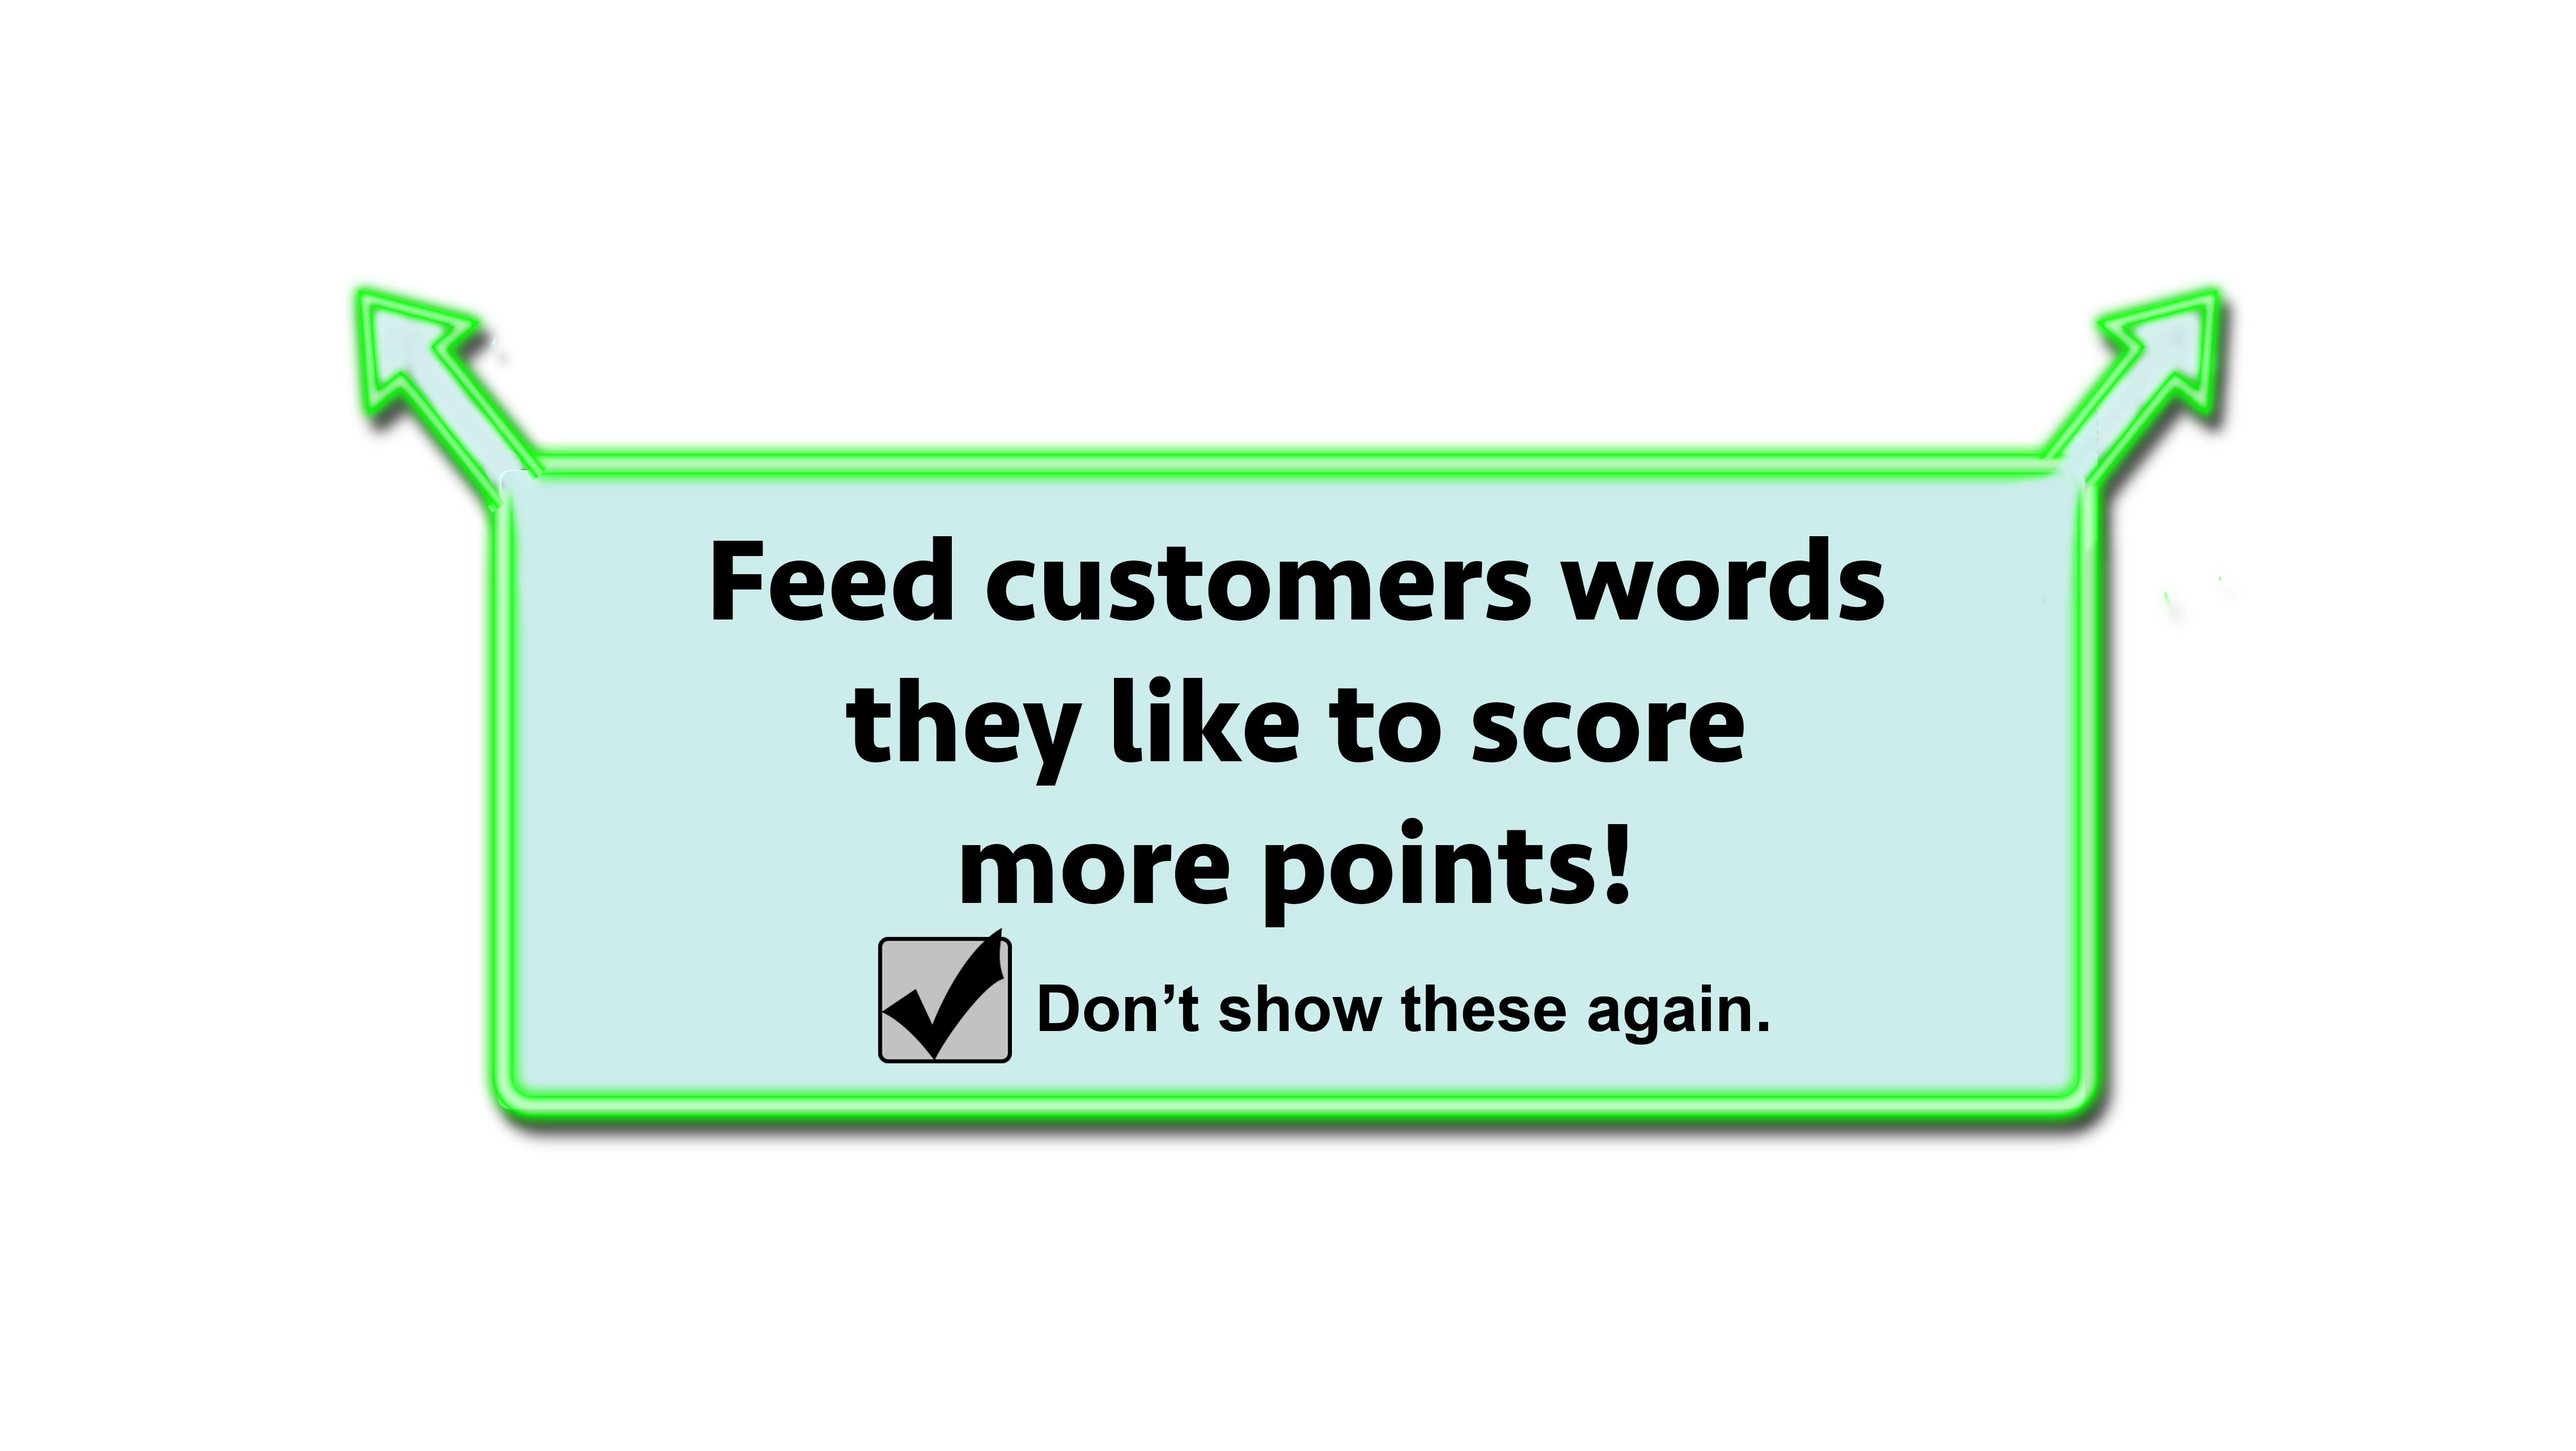 Feed customers words
they like to score
more points!
Don’t show these again.